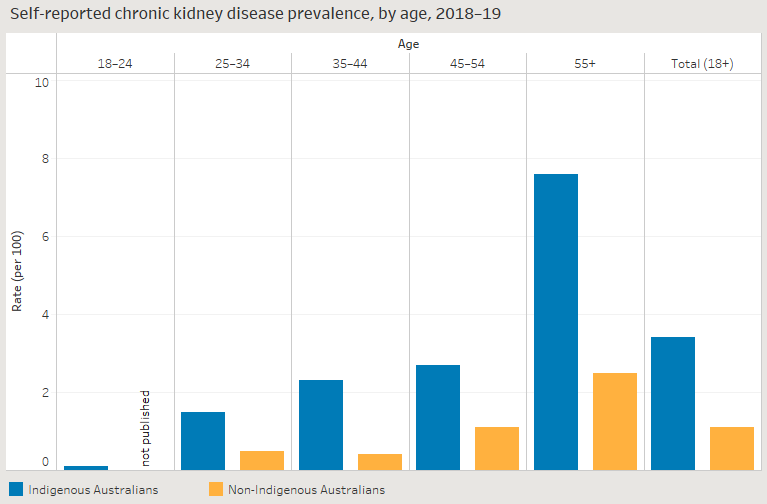 Self-reported chronic kidney disease prevalence, by age, 2018–19
Age
18–24 25–34 35–44 45–54 55+ Total (18+)
10
8
6
4
2
0
Rate (per 100)
not published
Indigenous Australians Non-Indigenous Australians